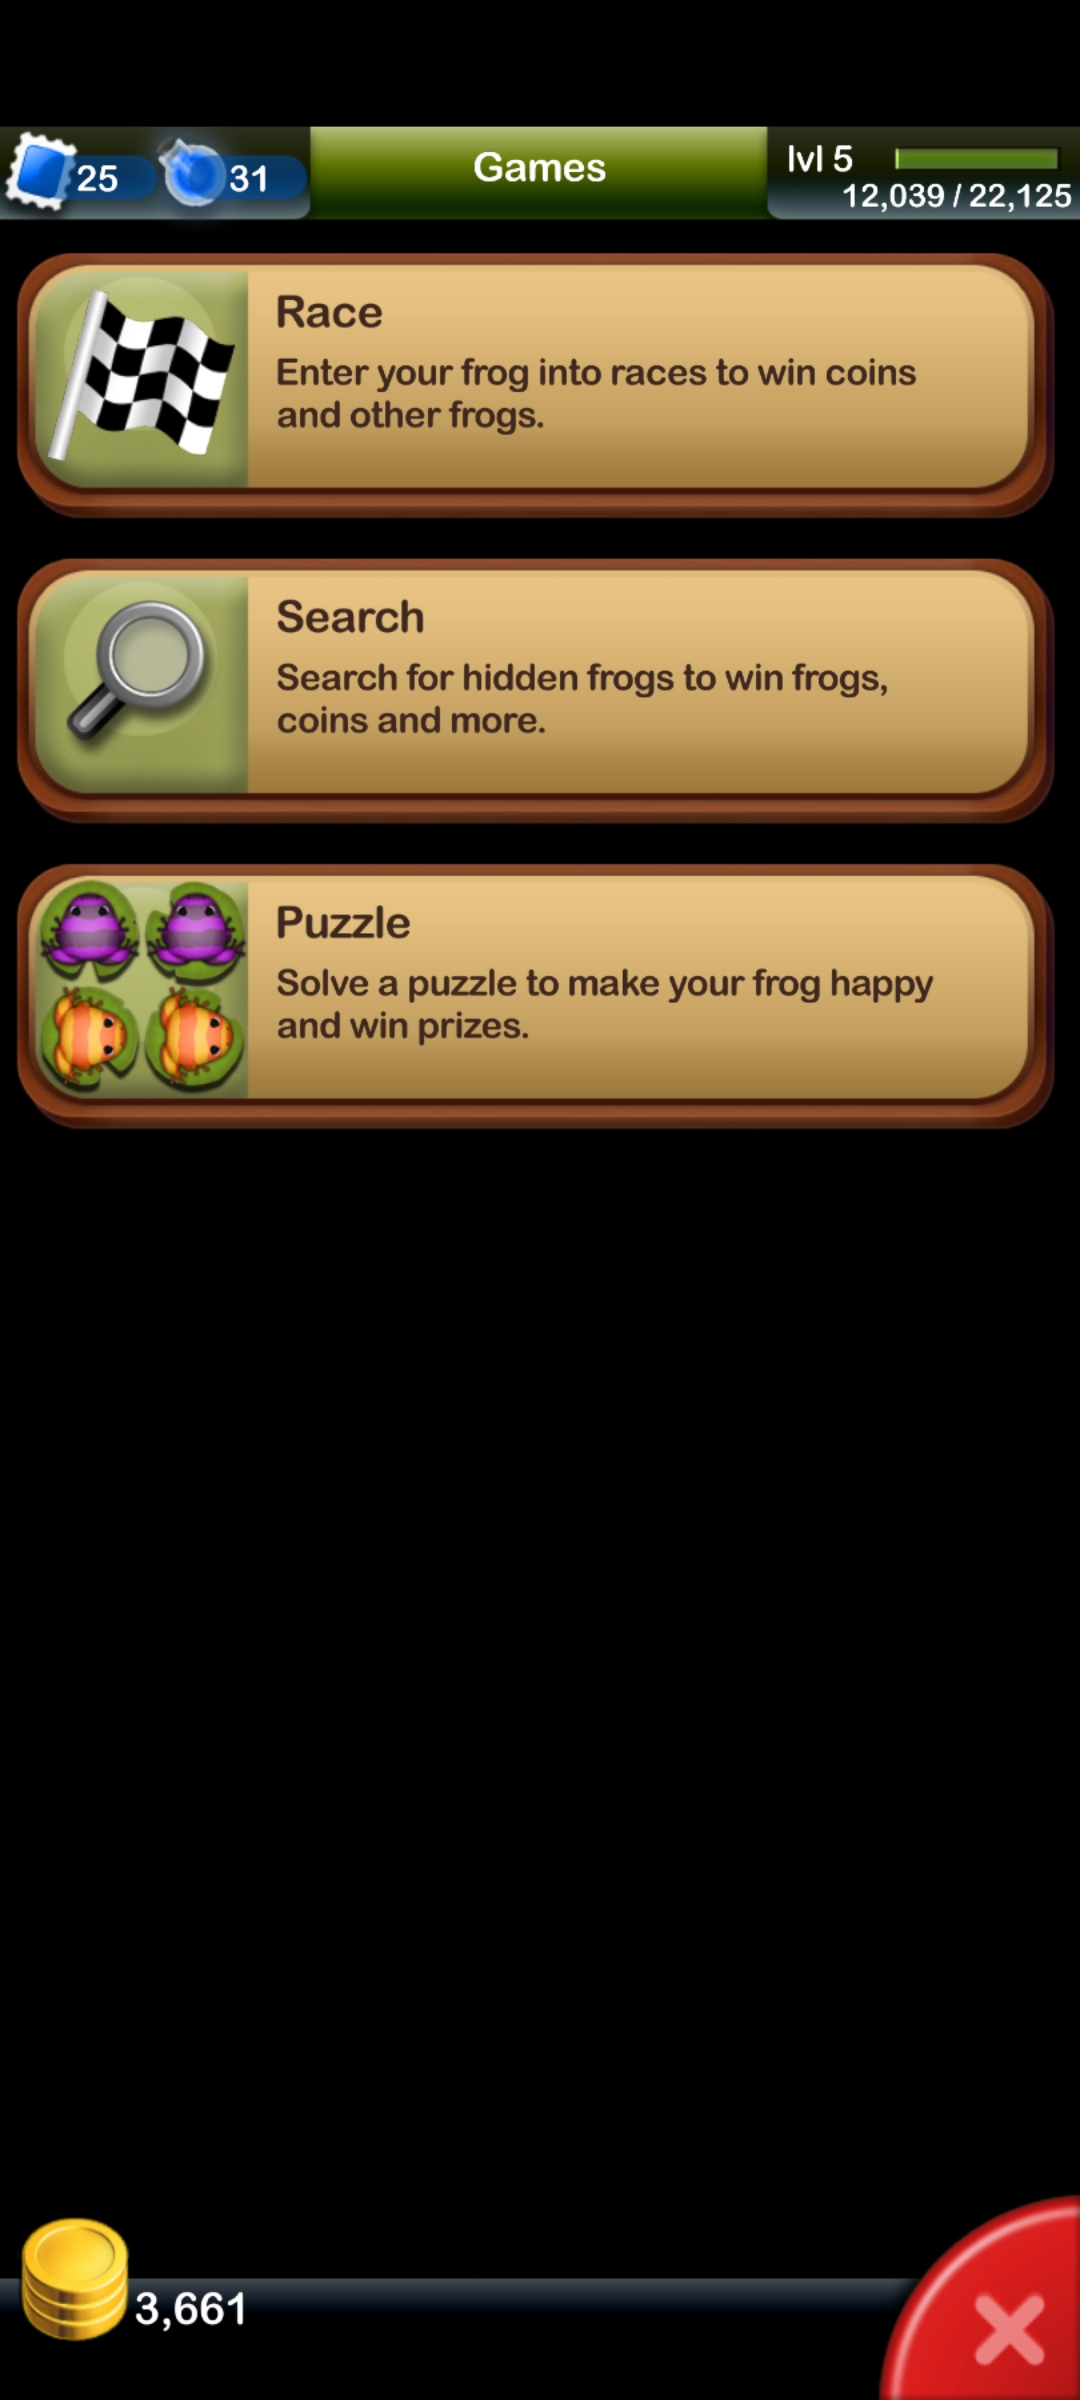 25
31
Games
lvl 5
12,039 / 22,125
Race
Enter your frog into races to win coins
and other frogs.
Search
Search for hidden frogs to win frogs,
coins and more.
Puzzle
Solve a puzzle to make your frog happy
and win prizes.
3,661